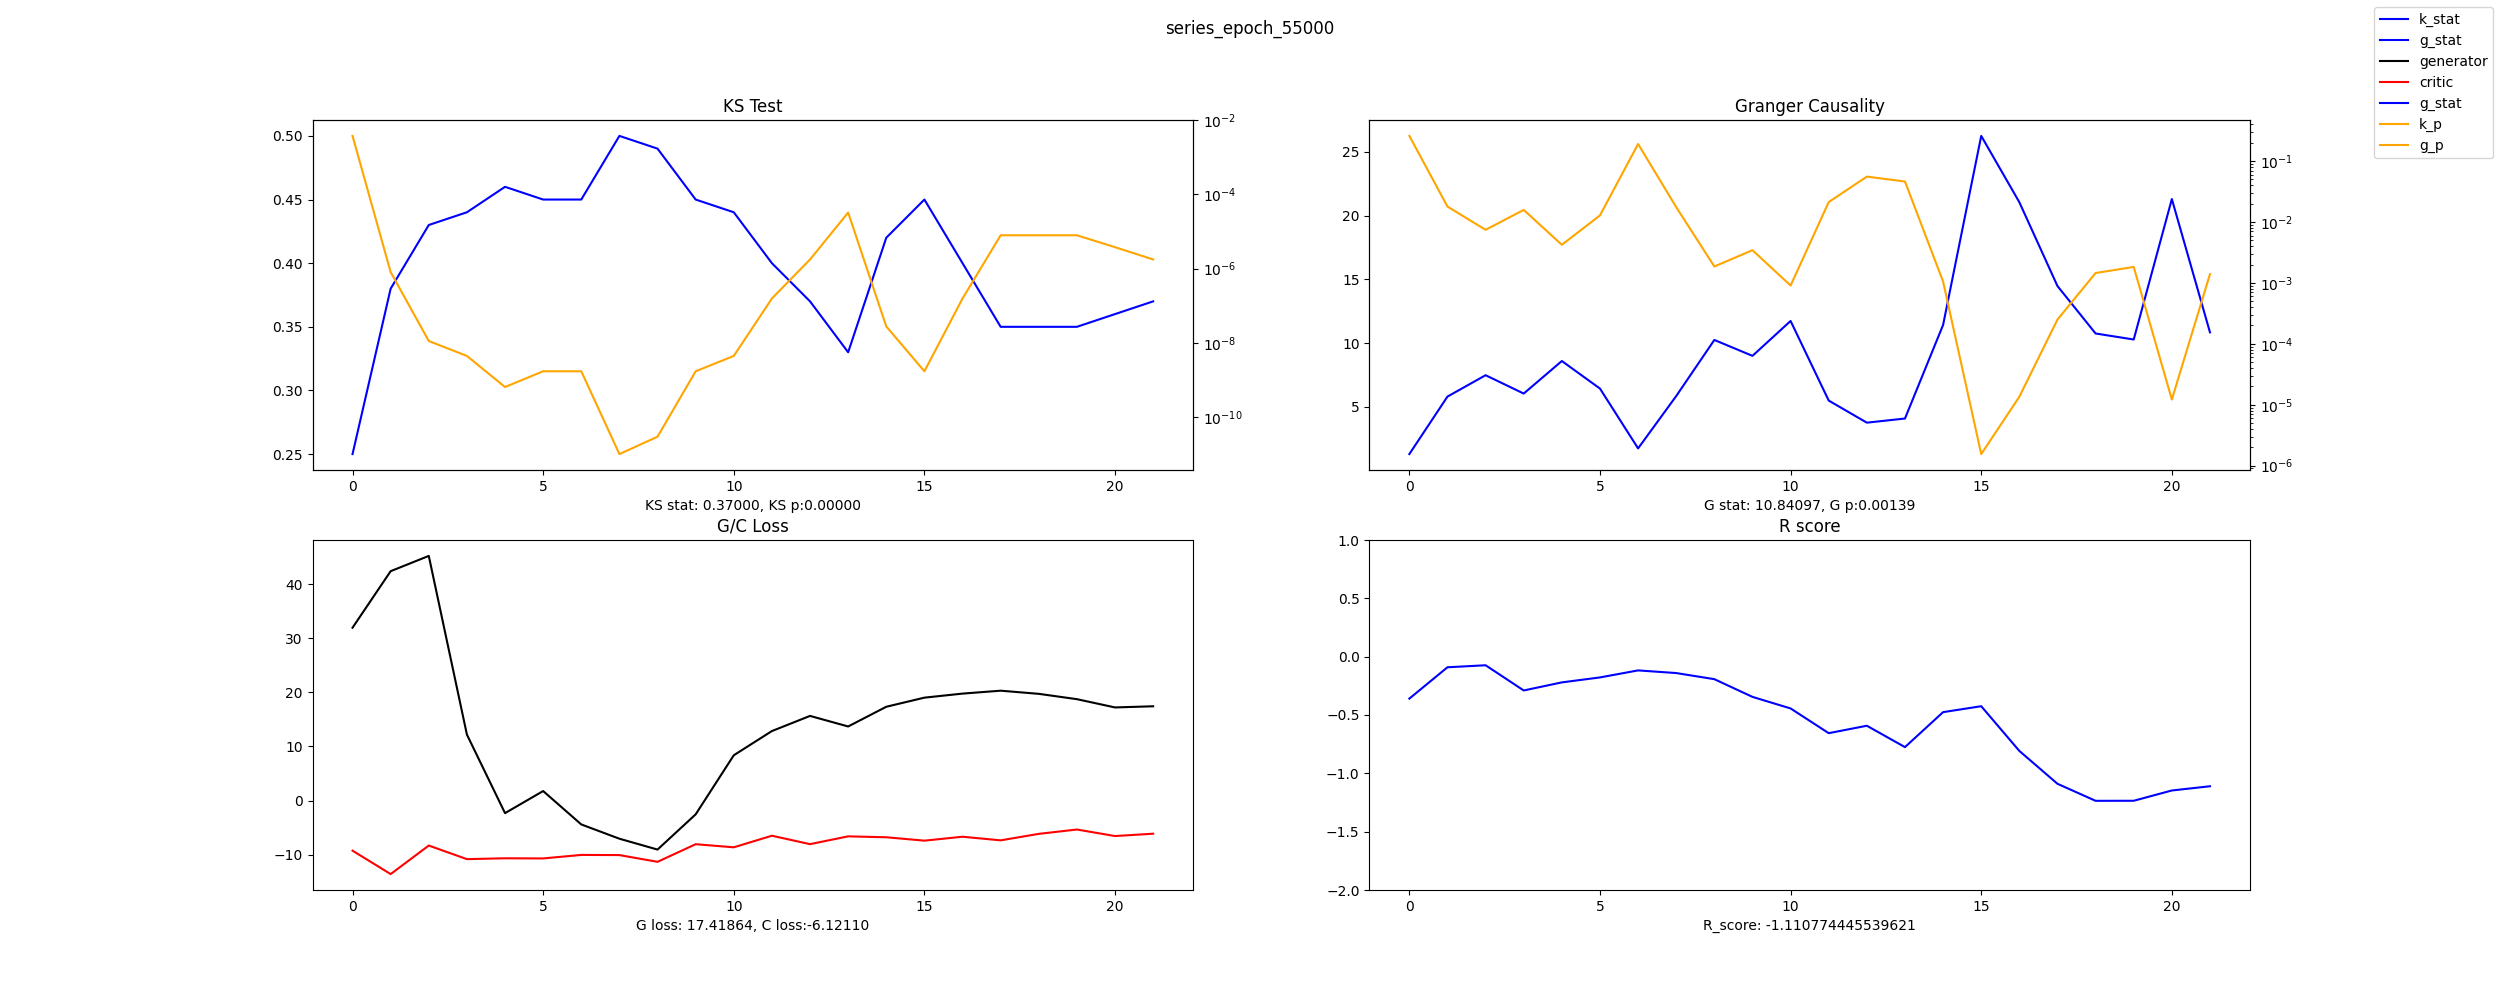 series_epoch_55000
k_stat
g_stat
generator
critic
g_stat
k_p
g_p
KS Test
0.50
0.45
0.40
0.35
0.30
0.25
10⁻²
10⁻⁴
10⁻⁶
10⁻⁸
10⁻¹⁰
0 5 10 15 20
KS stat: 0.37000, KS p:0.00000
Granger Causality
25
20
15
10
5
10⁻¹
10⁻²
10⁻³
10⁻⁴
10⁻⁵
10⁻⁶
0 5 10 15 20
G stat: 10.84097, G p:0.00139
G/C Loss
40
30
20
10
0
−10
0 5 10 15 20
G loss: 17.41864, C loss:-6.12110
R score
1.0
0.5
0.0
−0.5
−1.0
−1.5
−2.0
0 5 10 15 20
R_score: -1.110774445539621